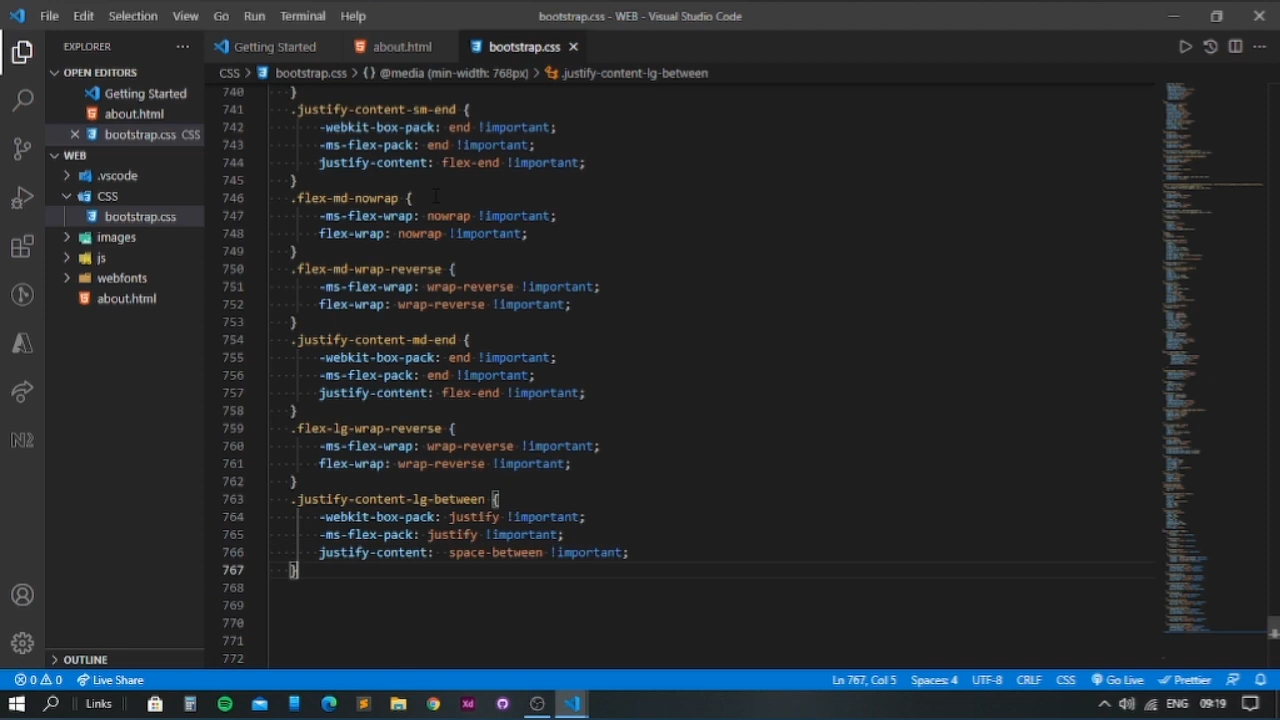 File Edit Selection View Go Run Terminal Help
bootstrap.css - WEB - Visual Studio Code
EXPLORER
Getting Started
about.html
bootstrap.css
OPEN EDITORS
Getting Started
about.html
bootstrap.css CSS
WEB
.vscode
CSS
bootstrap.css
images
js
webfonts
about.html
OUTLINE
CSS > bootstrap.css > {} @media (min-width: 768px) > .justify-content-lg-between
740 }
741 .justify-content-sm-end {
742 -webkit-box-pack: end !important;
743 -ms-flex-pack: end !important;
744 justify-content: flex-end !important;
745
.flex-md-nowrap {
747 -ms-flex-wrap: nowrap !important;
748 flex-wrap: nowrap !important;
749
750 .flex-md-wrap-reverse {
751 -ms-flex-wrap: wrap-reverse !important;
752 flex-wrap: wrap-reverse !important;
753 }
754 .justify-content-md-end {
755 -webkit-box-pack: end !important;
756 -ms-flex-pack: end !important;
757 justify-content: flex-end !important;
758 }
759 .flex-lg-wrap-reverse {
760 -ms-flex-wrap: wrap-reverse !important;
761 flex-wrap: wrap-reverse !important;
762 }
763 .justify-content-lg-between {
764 -webkit-box-pack: justify !important;
765 -ms-flex-pack: justify !important;
766 justify-content: space-between !important;
767 }
768
769
770
771
772
0 0 Live Share
Ln 767, Col 5 Spaces: 4 UTF-8 CRLF CSS Go Live Prettier
Links
Xd
ENG 09:19